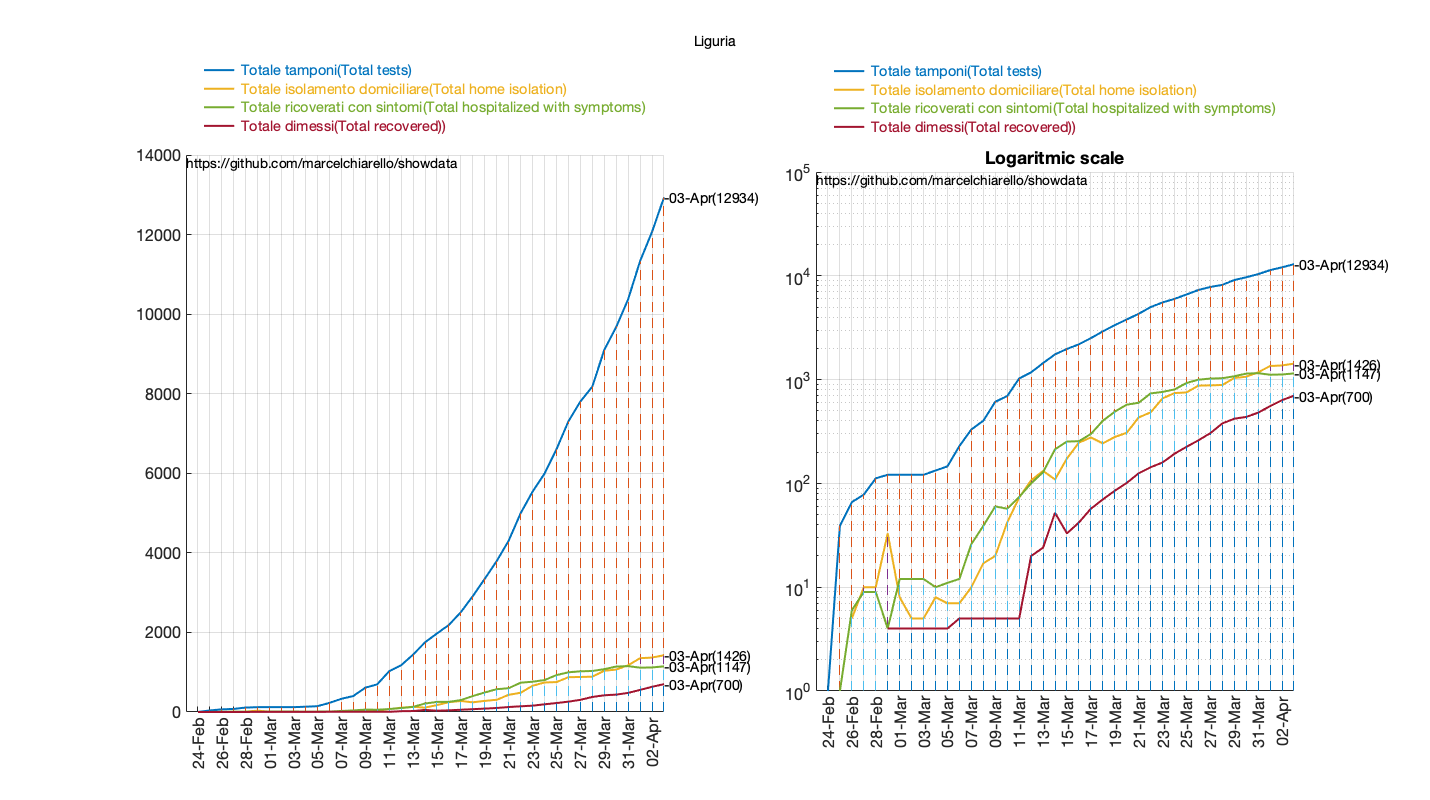 Liguria
Totale tamponi(Total tests)
Totale isolamento domiciliare(Total home isolation)
Totale ricoverati con sintomi(Total hospitalized with symptoms)
Totale dimessi(Total recovered))
14000
12000
10000
8000
6000
4000
2000
0
https://github.com/marcelchiarello/showdata
-03-Apr(12934)
-03-Apr(1426)
-03-Apr(1147)
-03-Apr(700)
24-Feb
26-Feb
28-Feb
01-Mar
03-Mar
05-Mar
07-Mar
09-Mar
11-Mar
13-Mar
15-Mar
17-Mar
19-Mar
21-Mar
23-Mar
25-Mar
27-Mar
29-Mar
31-Mar
02-Apr
Totale tamponi(Total tests)
Totale isolamento domiciliare(Total home isolation)
Totale ricoverati con sintomi(Total hospitalized with symptoms)
Totale dimessi(Total recovered))
Logaritmic scale
10^5
10^4
10^3
10^2
10^1
10^0
https://github.com/marcelchiarello/showdata
-03-Apr(12934)
-03-Apr(1426)
-03-Apr(1147)
-03-Apr(700)
24-Feb
26-Feb
28-Feb
01-Mar
03-Mar
05-Mar
07-Mar
09-Mar
11-Mar
13-Mar
15-Mar
17-Mar
19-Mar
21-Mar
23-Mar
25-Mar
27-Mar
29-Mar
31-Mar
02-Apr